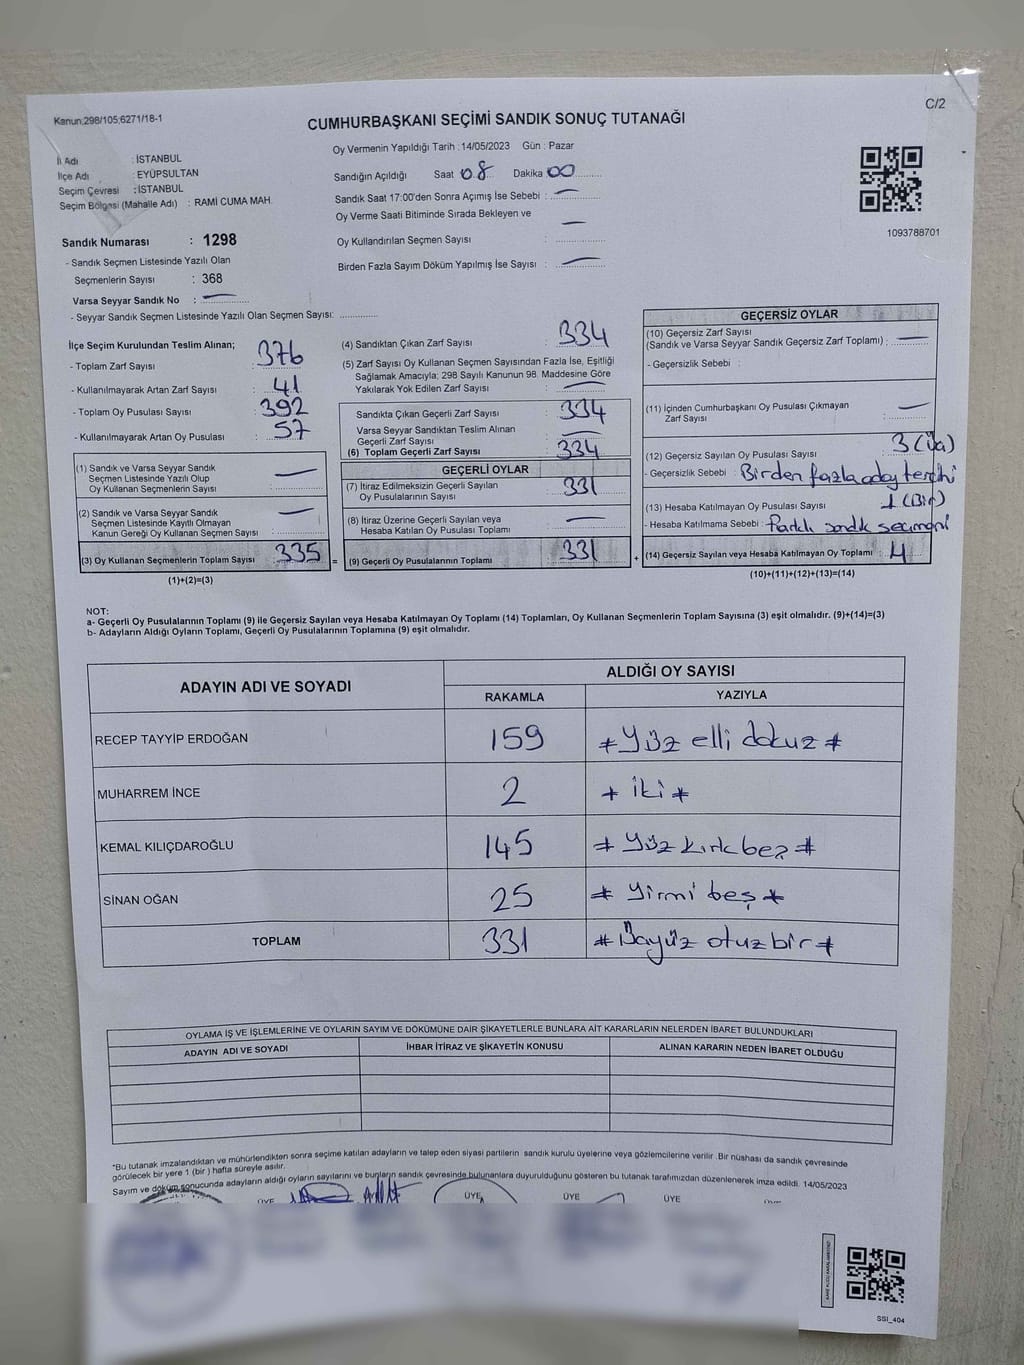 Kanun;298/105;6271/18-1
C/2
CUMHURBAŞKANI SEÇİMİ SANDIK SONUÇ TUTANAĞI
İl Adı : İSTANBUL
İlçe Adı : EYÜPSULTAN
Seçim Çevresi : İSTANBUL
Seçim Bölgesi (Mahalle Adı) : RAMİ CUMA MAH.
Oy Vermenin Yapıldığı Tarih : 14/05/2023 Gün : Pazar
Sandığın Açıldığı Saat 08 Dakika 00
Sandık Saat 17:00'den Sonra Açımış İse Sebebi : —
Oy Verme Saati Bitiminde Sırada Bekleyen ve —
Oy Kullandırılan Seçmen Sayısı :
Birden Fazla Sayım Döküm Yapılmış İse Sayısı : —
1093788701
Sandık Numarası : 1298
- Sandık Seçmen Listesinde Yazılı Olan
Seçmenlerin Sayısı : 368
Varsa Seyyar Sandık No : —
- Seyyar Sandık Seçmen Listesinde Yazılı Olan Seçmen Sayısı:
İlçe Seçim Kurulundan Teslim Alınan;
- Toplam Zarf Sayısı : 376
- Kullanılmayarak Artan Zarf Sayısı : 41
- Toplam Oy Pusulası Sayısı : 392
- Kullanılmayarak Artan Oy Pusulası : 57
(1) Sandık ve Varsa Seyyar Sandık
Seçmen Listesinde Yazılı Olup
Oy Kullanan Seçmenlerin Sayısı : —
(2) Sandık ve Varsa Seyyar Sandık
Seçmen Listesinde Kayıtlı Olmayan
Kanun Gereği Oy Kullanan Seçmen Sayısı : —
(3) Oy Kullanan Seçmenlerin Toplam Sayısı : 335
(1)+(2)=(3)
(4) Sandıktan Çıkan Zarf Sayısı : 334
(5) Zarf Sayısı Oy Kullanan Seçmen Sayısından Fazla İse, Eşitliği
Sağlamak Amacıyla; 298 Sayılı Kanunun 98. Maddesine Göre
Yakılarak Yok Edilen Zarf Sayısı : —
Sandıkta Çıkan Geçerli Zarf Sayısı : 334
Varsa Seyyar Sandıktan Teslim Alınan
Geçerli Zarf Sayısı : —
(6) Toplam Geçerli Zarf Sayısı : 334
GEÇERLİ OYLAR
(7) İtiraz Edilmeksizin Geçerli Sayılan
Oy Pusulalarının Sayısı : 331
(8) İtiraz Üzerine Geçerli Sayılan veya
Hesaba Katılan Oy Pusulası Toplamı : —
= (9) Geçerli Oy Pusulalarının Toplamı : 331 +
GEÇERSİZ OYLAR
(10) Geçersiz Zarf Sayısı
(Sandık ve Varsa Seyyar Sandık Geçersiz Zarf Toplamı) : —
- Geçersizlik Sebebi :
(11) İçinden Cumhurbaşkanı Oy Pusulası Çıkmayan
Zarf Sayısı : —
(12) Geçersiz Sayılan Oy Pusulası Sayısı : 3 (Üç)
- Geçersizlik Sebebi : Birden fazla aday tercihi
(13) Hesaba Katılmayan Oy Pusulası Sayısı : 1 (Bir)
- Hesaba Katılmama Sebebi : sandık seçmeni
(14) Geçersiz Sayılan veya Hesaba Katılmayan Oy Toplamı : 4
(10)+(11)+(12)+(13)=(14)
NOT:
a- Geçerli Oy Pusulalarının Toplamı (9) ile Geçersiz Sayılan veya Hesaba Katılmayan Oy Toplamı (14) Toplamları, Oy Kullanan Seçmenlerin Toplam Sayısına (3) eşit olmalıdır. (9)+(14)=(3)
b- Adayların Aldığı Oyların Toplamı, Geçerli Oy Pusulalarının Toplamına (9) eşit olmalıdır.
ADAYIN ADI VE SOYADI
ALDIĞI OY SAYISI
RAKAMLA YAZIYLA
RECEP TAYYİP ERDOĞAN 159 * Yüz elli dokuz *
MUHARREM İNCE 2 * iki *
KEMAL KILIÇDAROĞLU 145 * Yüz kırk beş *
SİNAN OĞAN 25 * Yirmi beş *
TOPLAM 331 * Üçyüz otuz bir *
OYLAMA İŞ VE İŞLEMLERİNE VE OYLARIN SAYIM VE DÖKÜMÜNE DAİR ŞİKAYETLERLE BUNLARA AİT KARARLARIN NELERDEN İBARET BULUNDUKLARI
ADAYIN ADI VE SOYADI İHBAR İTİRAZ VE ŞİKAYETİN KONUSU ALINAN KARARIN NEDEN İBARET OLDUĞU
*Bu tutanak imzalandıktan ve mühürlendikten sonra seçime katılan adayların ve talep eden siyasi partilerin sandık kurulu üyelerine veya gözlemcilerine verilir .Bir nüshası da sandık çevresinde
görülecek bir yere 1 (bir ) hafta süreyle asılır.
Sayım ve döküm sonucunda adayların aldığı oyların sayılarını ve bunların sandık çevresinde bulunanlara duyurulduğunu gösteren bu tutanak tarafımızdan düzenlenerek imza edildi. 14/05/2023
ÜYE ÜYE ÜYE ÜYE
SSI_404